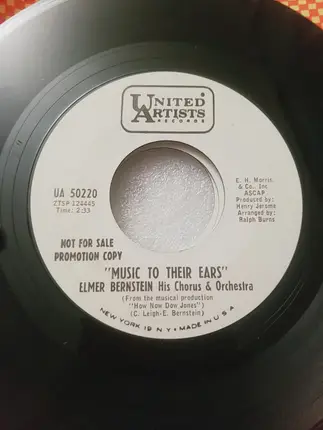 UNITED
ARTISTS
RECORDS
UA 50220
ZTSP 124445
Time: 2:33
E. H. Morris
& Co., Inc
ASCAP
Produced by:
Henry Jerome
Arranged by:
Ralph Burns
NOT FOR SALE
PROMOTION COPY
"MUSIC TO THEIR EARS"
ELMER BERNSTEIN His Chorus & Orchestra
(From the musical production
"How Now Dow Jones")
(C. Leigh-E. Bernstein)
NEW YORK 19 N Y • MADE IN U S A